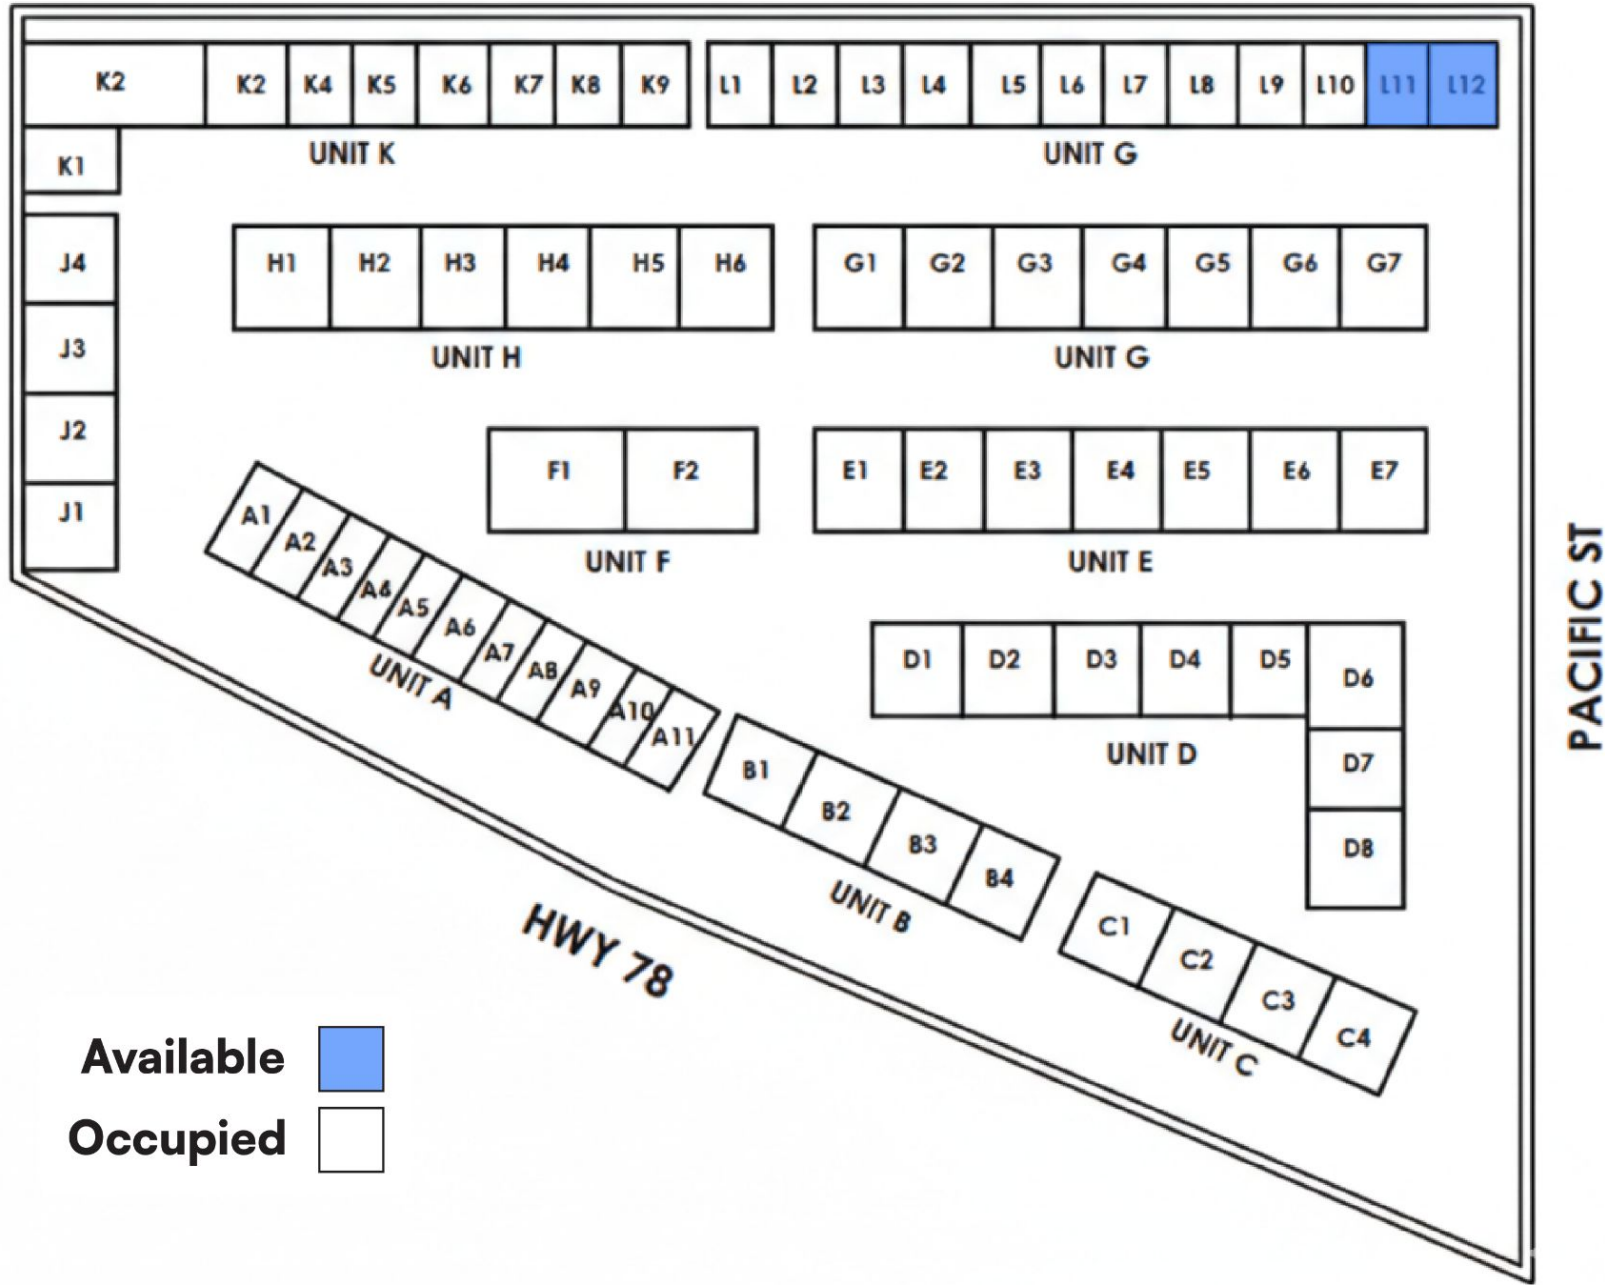 K2 K2 K4 K5 K6 K7 K8 K9 L1 L2 L3 L4 L5 L6 L7 L8 L9 L10 L11 L12
UNIT K UNIT G
K1
J4
J3
J2
J1
H1 H2 H3 H4 H5 H6 G1 G2 G3 G4 G5 G6 G7
UNIT H UNIT G
F1 F2 E1 E2 E3 E4 E5 E6 E7
UNIT F UNIT E
A1 A2 A3 A4 A5 A6 A7 A8 A9 A10 A11
UNIT A
D1 D2 D3 D4 D5 D6
UNIT D
D7
D8
B1 B2 B3 B4
UNIT B
C1 C2 C3 C4
UNIT C
HWY 78
PACIFIC ST
Available
Occupied